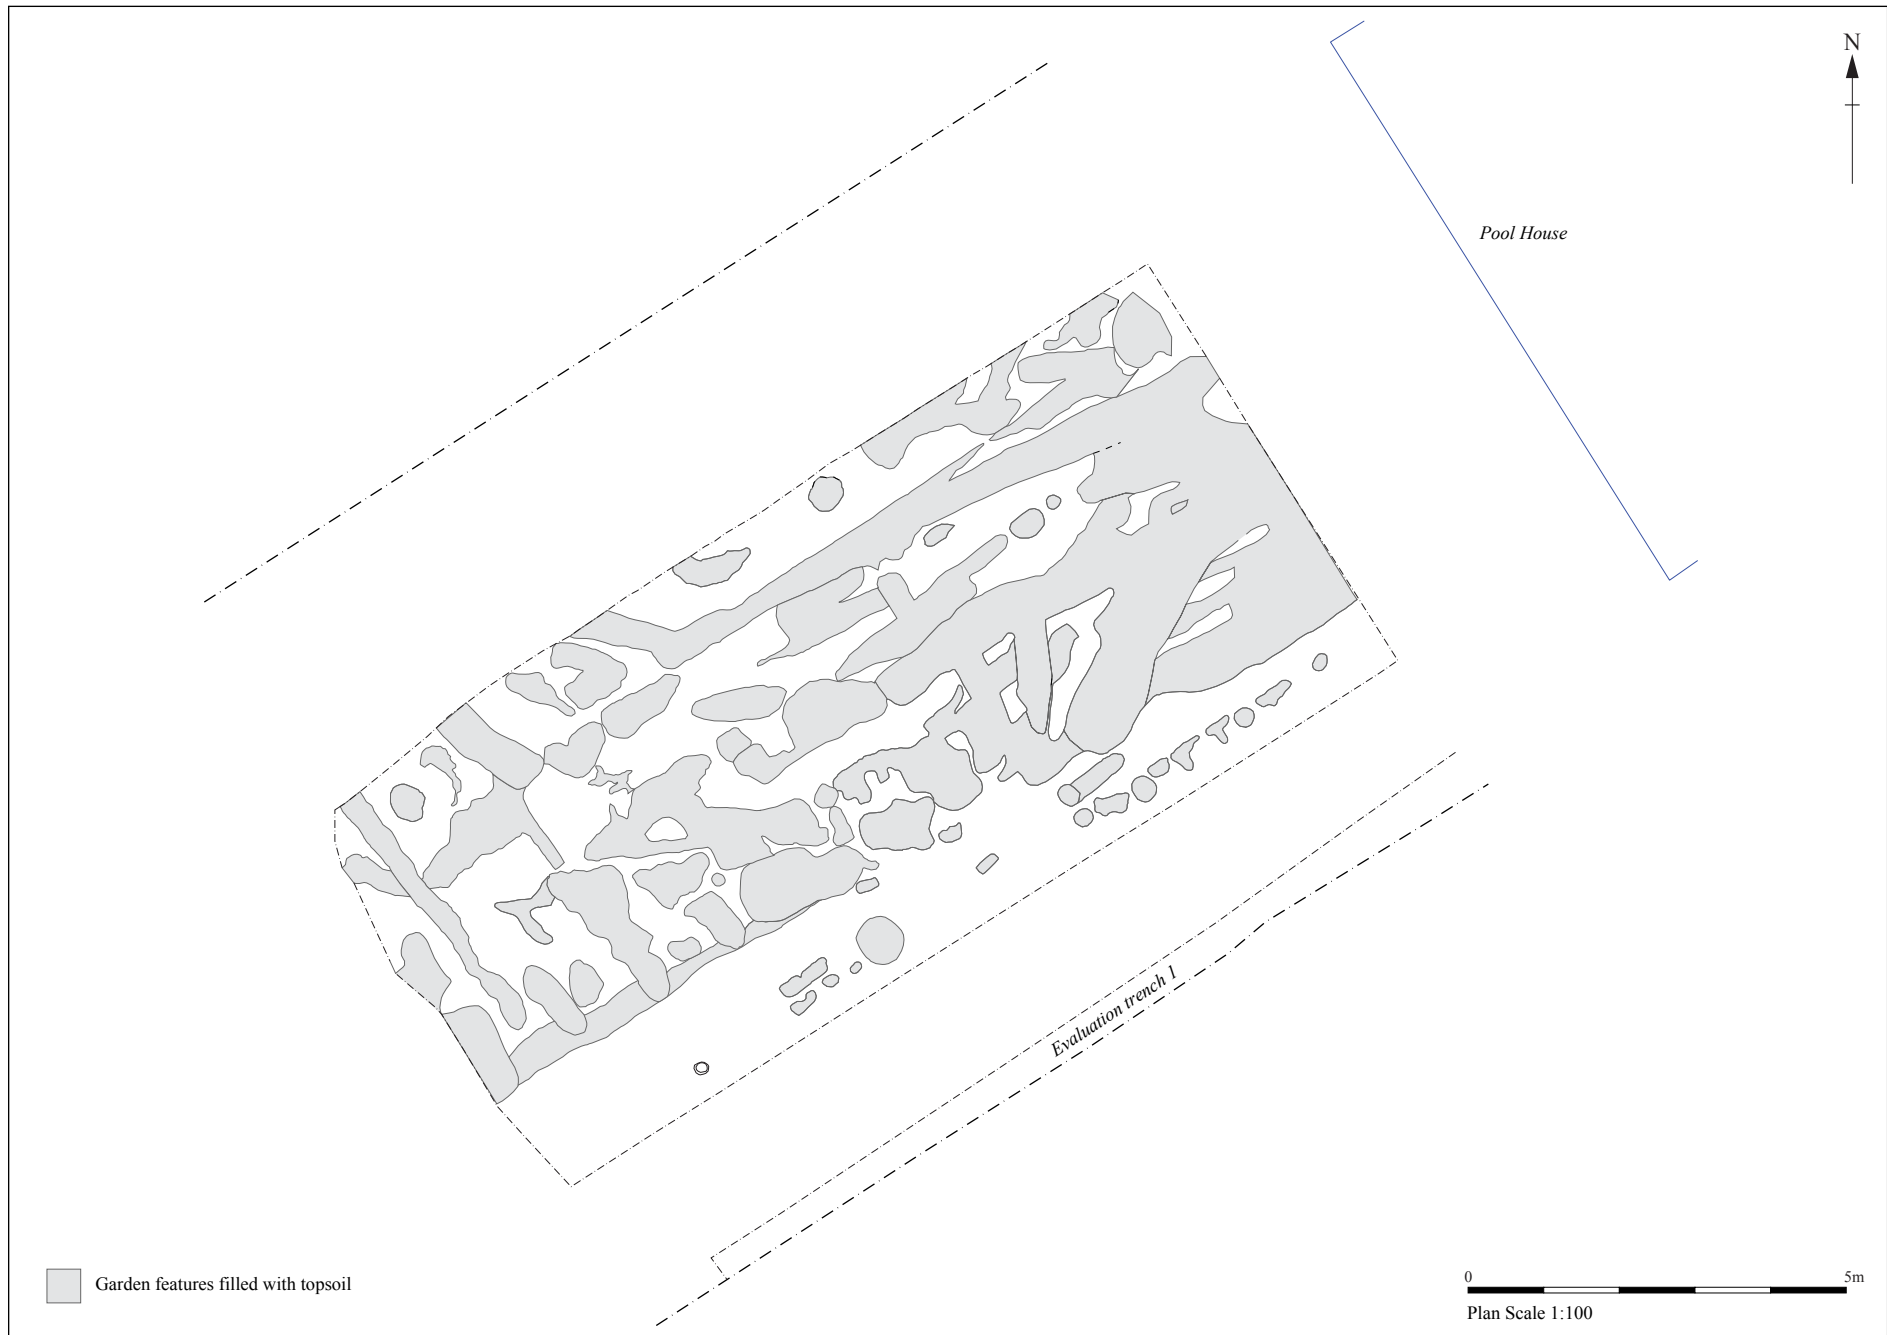 N
Pool House
Evaluation trench 1
Garden features filled with topsoil
0 5m
Plan Scale 1:100